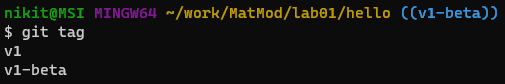 nikit@MSI MINGW64 ~/work/MatMod/lab01/hello ((v1-beta))
$ git tag
v1
v1-beta